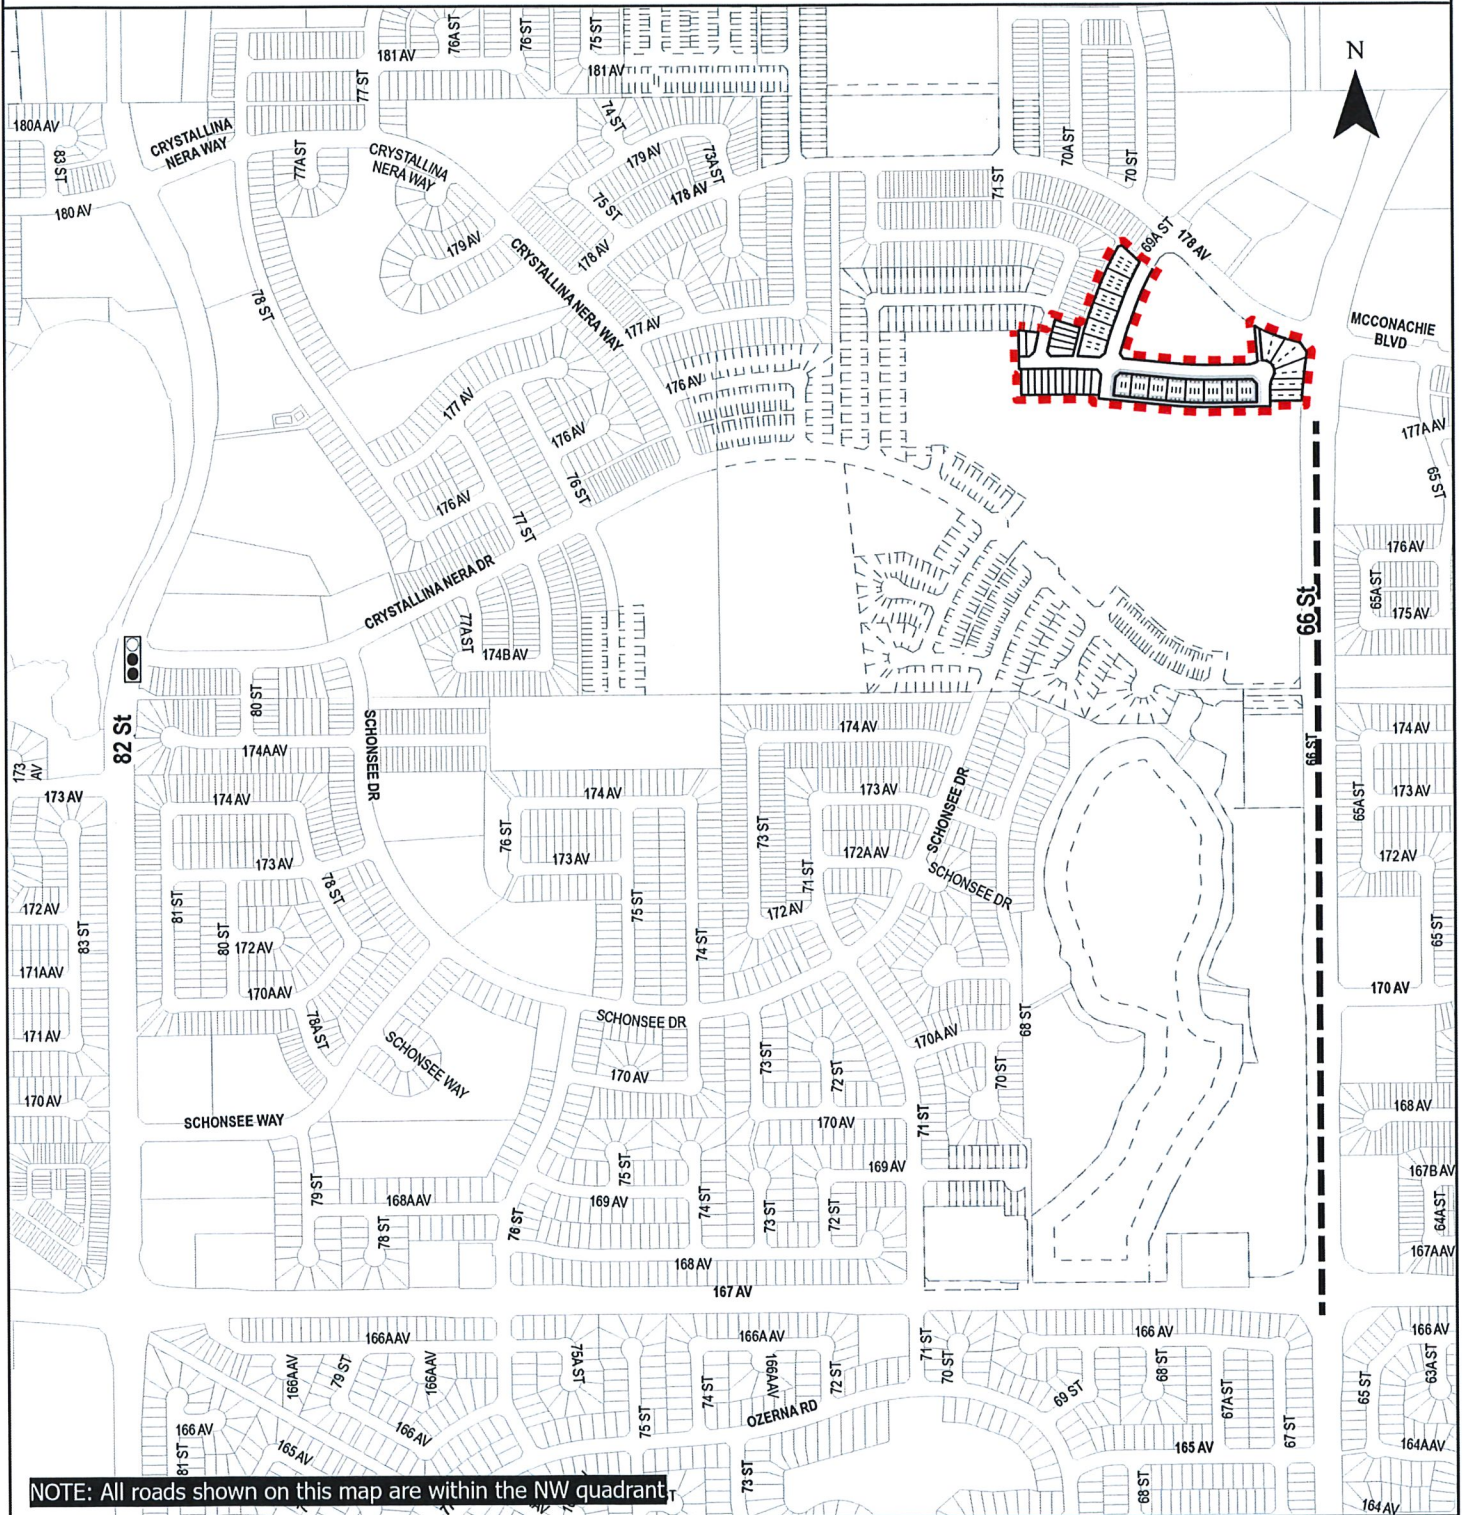 76A ST
76 ST
75 ST
181 AV
181 AV
77 ST
N
180A AV
83 ST
CRYSTALLINA
NERA WAY
77A ST
CRYSTALLINA
NERA WAY
74 ST
179 AV
73A ST
70A ST
70 ST
71 ST
180 AV
75 ST
178 AV
179 AV
178 AV
69A ST
178 AV
78 ST
CRYSTALLINA NERA WAY
177 AV
MCCONACHIE
BLVD
176 AV
177 AV
177A AV
176 AV
65 ST
76 ST
176 AV
77 ST
176 AV
CRYSTALLINA NERA DR
65A ST
66 St
175 AV
77A ST
174B AV
80 ST
82 St
SCHONSEE DR
174 AV
174 AV
174A AV
66 ST
173
AV
173 AV
174 AV
174 AV
173 AV
173 AV
SCHONSEE DR
65A ST
76 ST
73 ST
173 AV
173 AV
172A AV
172 AV
71 ST
SCHONSEE DR
78 ST
172 AV
81 ST
75 ST
172 AV
83 ST
80 ST
172 AV
74 ST
65 ST
171A AV
170A AV
170 AV
78A ST
SCHONSEE DR
68 ST
171 AV
SCHONSEE WAY
73 ST
170A AV
170 AV
72 ST
70 ST
170 AV
168 AV
SCHONSEE WAY
71 ST
170 AV
75 ST
169 AV
167B AV
79 ST
168A AV
169 AV
74 ST
73 ST
72 ST
64A ST
76 ST
78 ST
167A AV
168 AV
167 AV
166A AV
166A AV
166 AV
166 AV
71 ST
70 ST
75A ST
166A AV
79 ST
166A AV
74 ST
166A AV
72 ST
68 ST
63A ST
69 ST
67A ST
65 ST
OZERNA RD
75 ST
67 ST
166 AV
166 AV
165 AV
165 AV
164A AV
81 ST
73 ST
68 ST
NOTE: All roads shown on this map are within the NW quadrant
164 AV